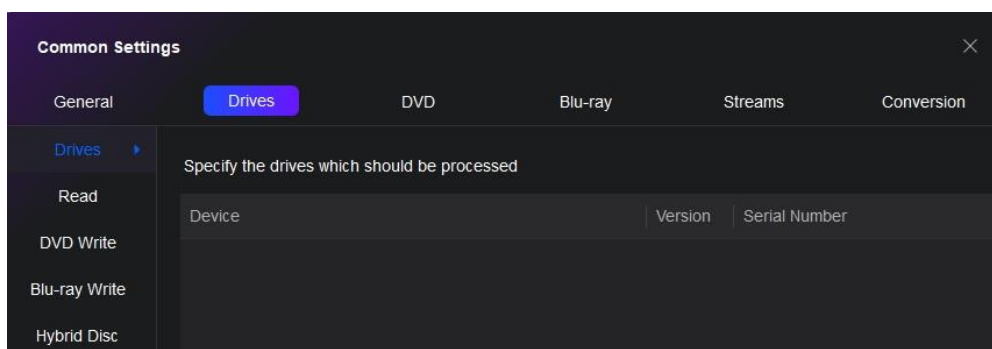 Common Settings
General Drives DVD Blu-ray Streams Conversion
Drives
Specify the drives which should be processed
Read
Device Version Serial Number
DVD Write
Blu-ray Write
Hybrid Disc